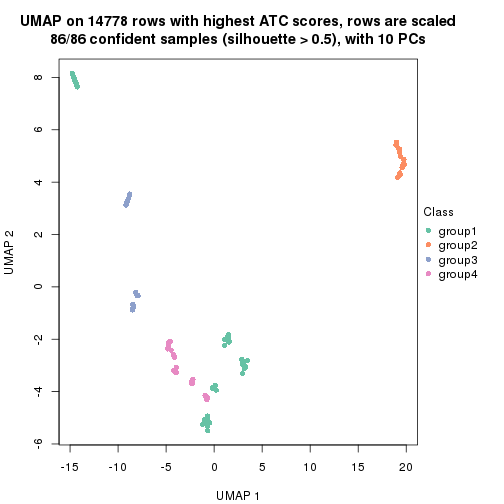 UMAP on 14778 rows with highest ATC scores, rows are scaled
86/86 confident samples (silhouette > 0.5), with 10 PCs
8
6
4
2
0
-2
-4
-6
UMAP 2
Class
group1
group2
group3
group4
-15 -10 -5 0 5 10 15 20
UMAP 1